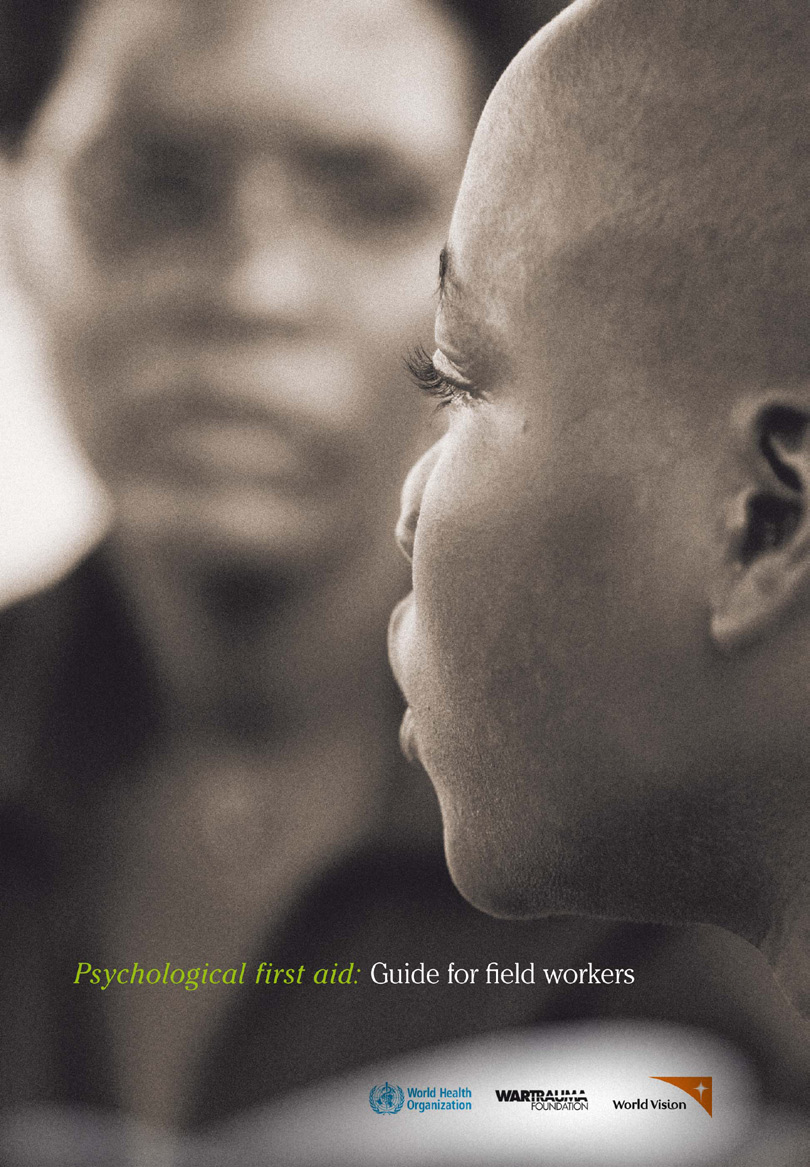 Psychological first aid: Guide for field workers
World Health
Organization
WARTRAUMA
FOUNDATION
World Vision